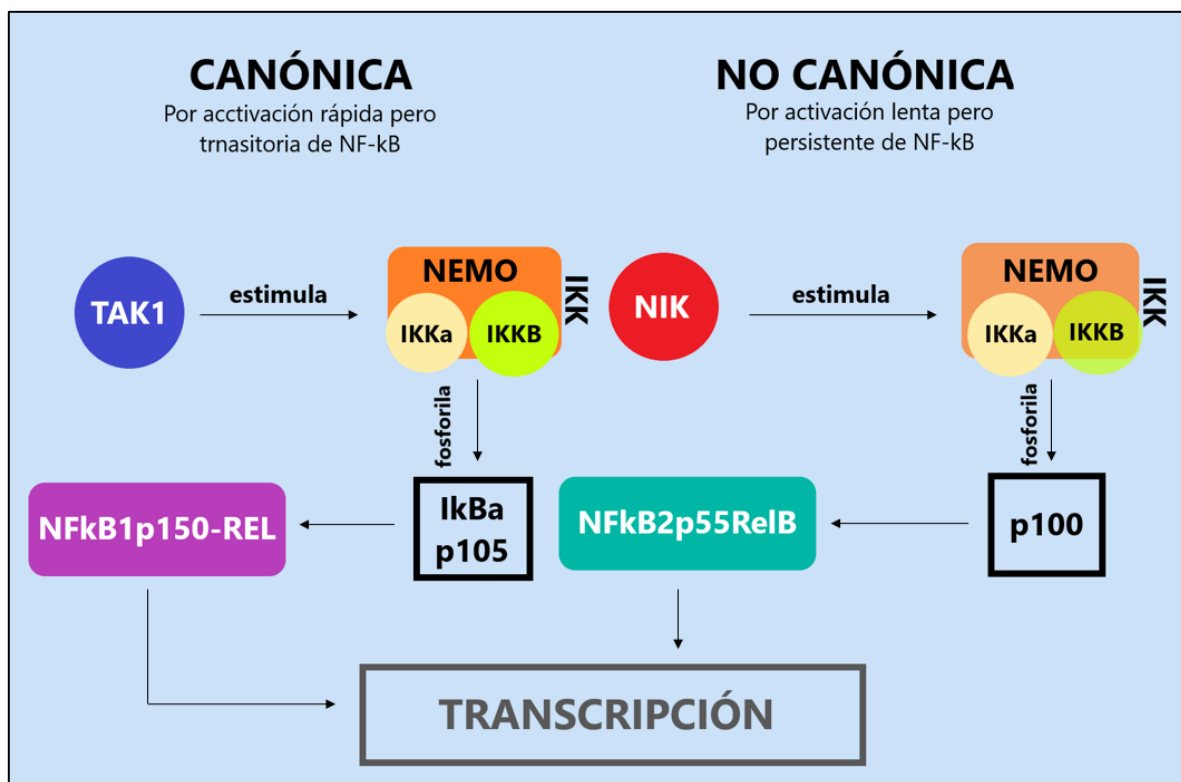 CANÓNICA
Por acctivación rápida pero
trnasitoria de NF-kB
TAK1
estimula
NEMO
IKKa
IKKB
IKK
fosforila
IkBa
p105
NFkB1p150-REL
NO CANÓNICA
Por activación lenta pero
persistente de NF-kB
NIK
estimula
NEMO
IKKa
IKKB
IKK
fosforila
p100
NFkB2p55RelB
TRANSCRIPCIÓN